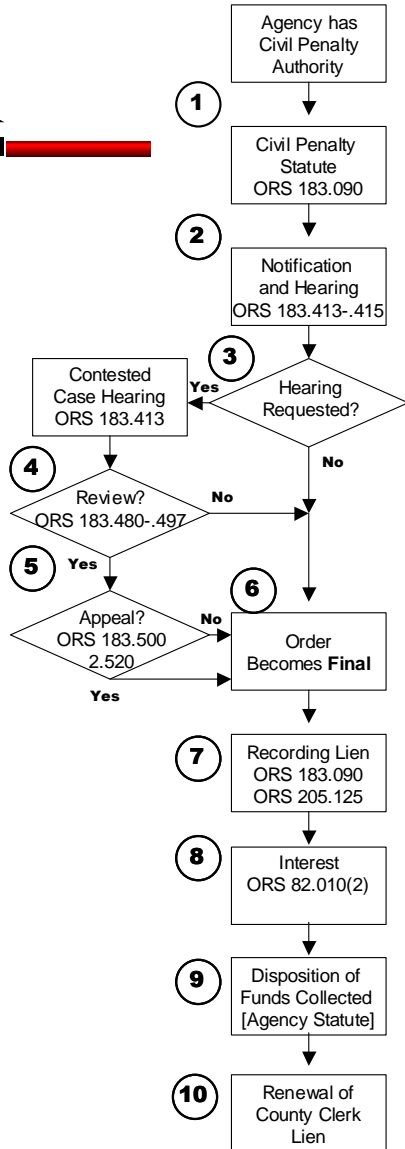 Agency has
Civil Penalty
Authority
1
Civil Penalty
Statute
ORS 183.090
2
Notification
and Hearing
ORS 183.413-.415
3
Hearing
Requested?
Yes
No
Contested
Case Hearing
ORS 183.413
4
Review?
ORS 183.480-.497
No
Yes
5
Appeal?
ORS 183.500
2.520
No
Yes
6
Order
Becomes Final
7
Recording Lien
ORS 183.090
ORS 205.125
8
Interest
ORS 82.010(2)
9
Disposition of
Funds Collected
[Agency Statute]
10
Renewal of
County Clerk
Lien